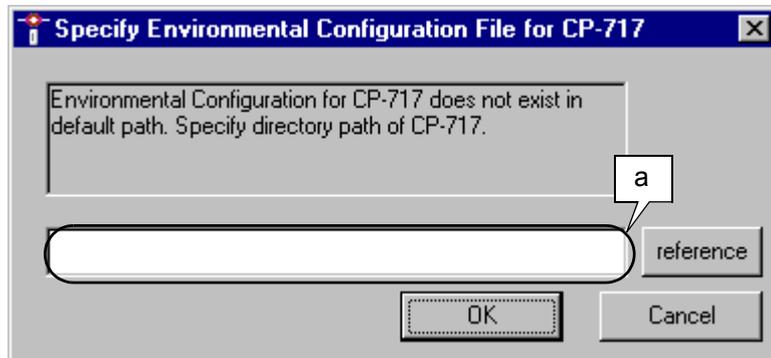 Specify Environmental Configuration File for CP-717
Environmental Configuration for CP-717 does not exist in
default path. Specify directory path of CP-717.
a
reference
OK
Cancel